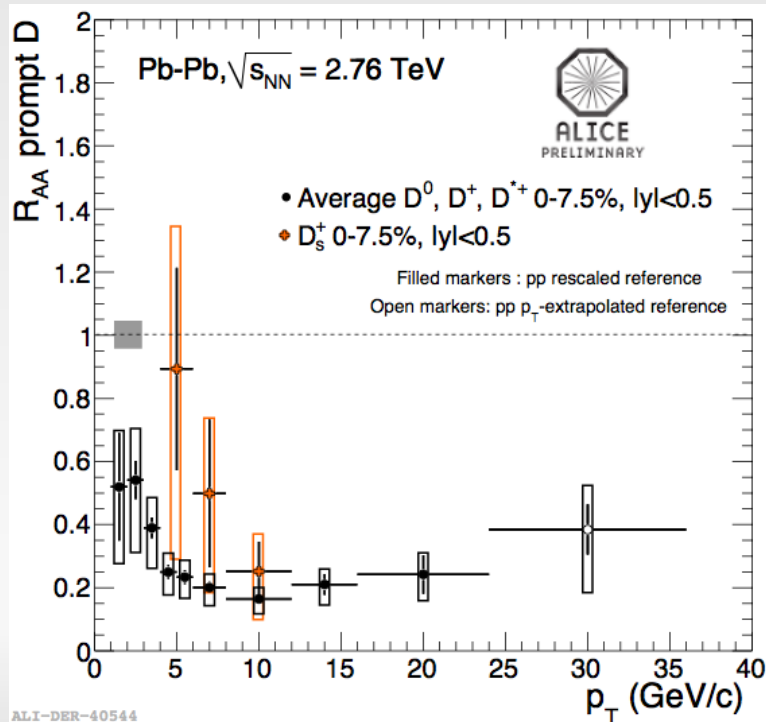 R_AA prompt D
2
1.8
1.6
1.4
1.2
1
0.8
0.6
0.4
0.2
0
Pb-Pb, √s_NN = 2.76 TeV
ALICE
PRELIMINARY
Average D^0, D^+, D^*+ 0-7.5%, |y|<0.5
D_s^+ 0-7.5%, |y|<0.5
Filled markers : pp rescaled reference
Open markers: pp p_T-extrapolated reference
0 5 10 15 20 25 30 35 40
p_T (GeV/c)
ALI-DER-40544